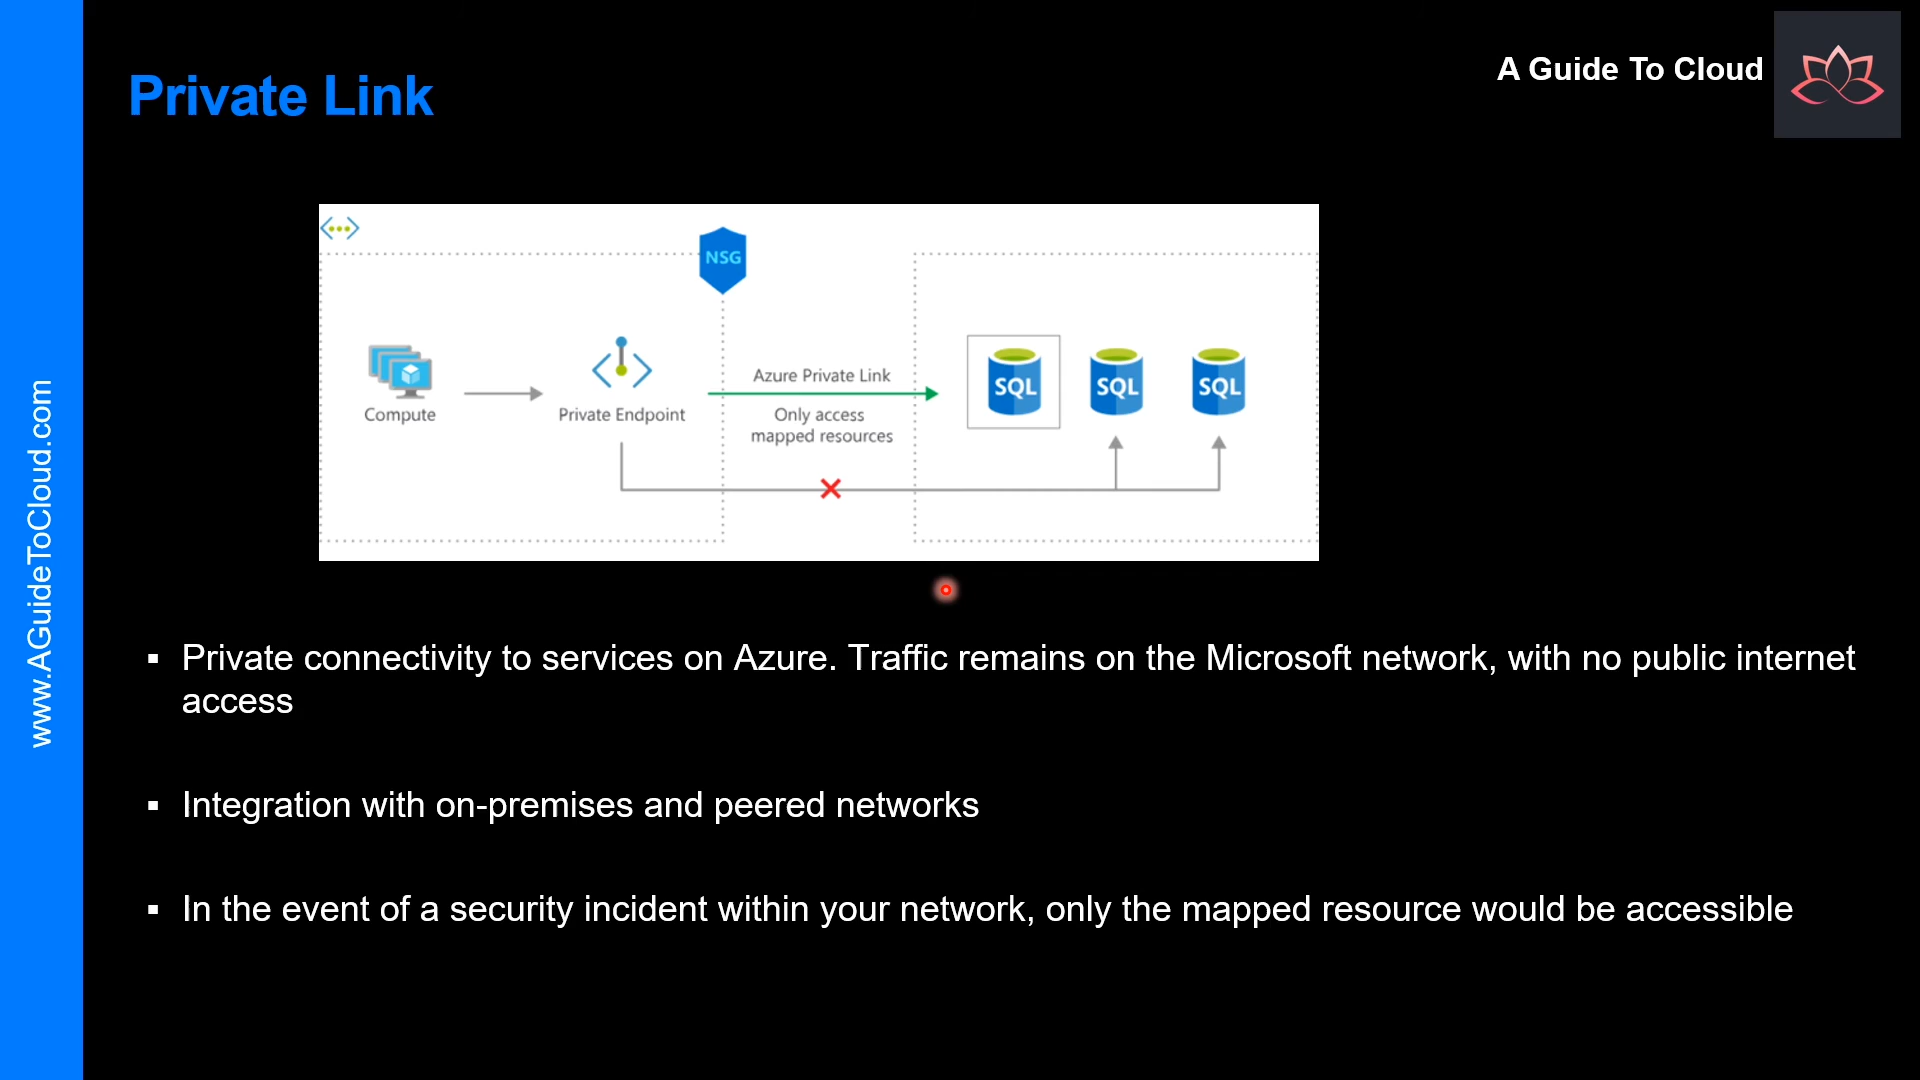 Private Link
A Guide To Cloud
www.AGuideToCloud.com
NSG
Compute
Private Endpoint
Azure Private Link
Only access
mapped resources
SQL
SQL
SQL
▪ Private connectivity to services on Azure. Traffic remains on the Microsoft network, with no public internet
access
▪ Integration with on-premises and peered networks
▪ In the event of a security incident within your network, only the mapped resource would be accessible